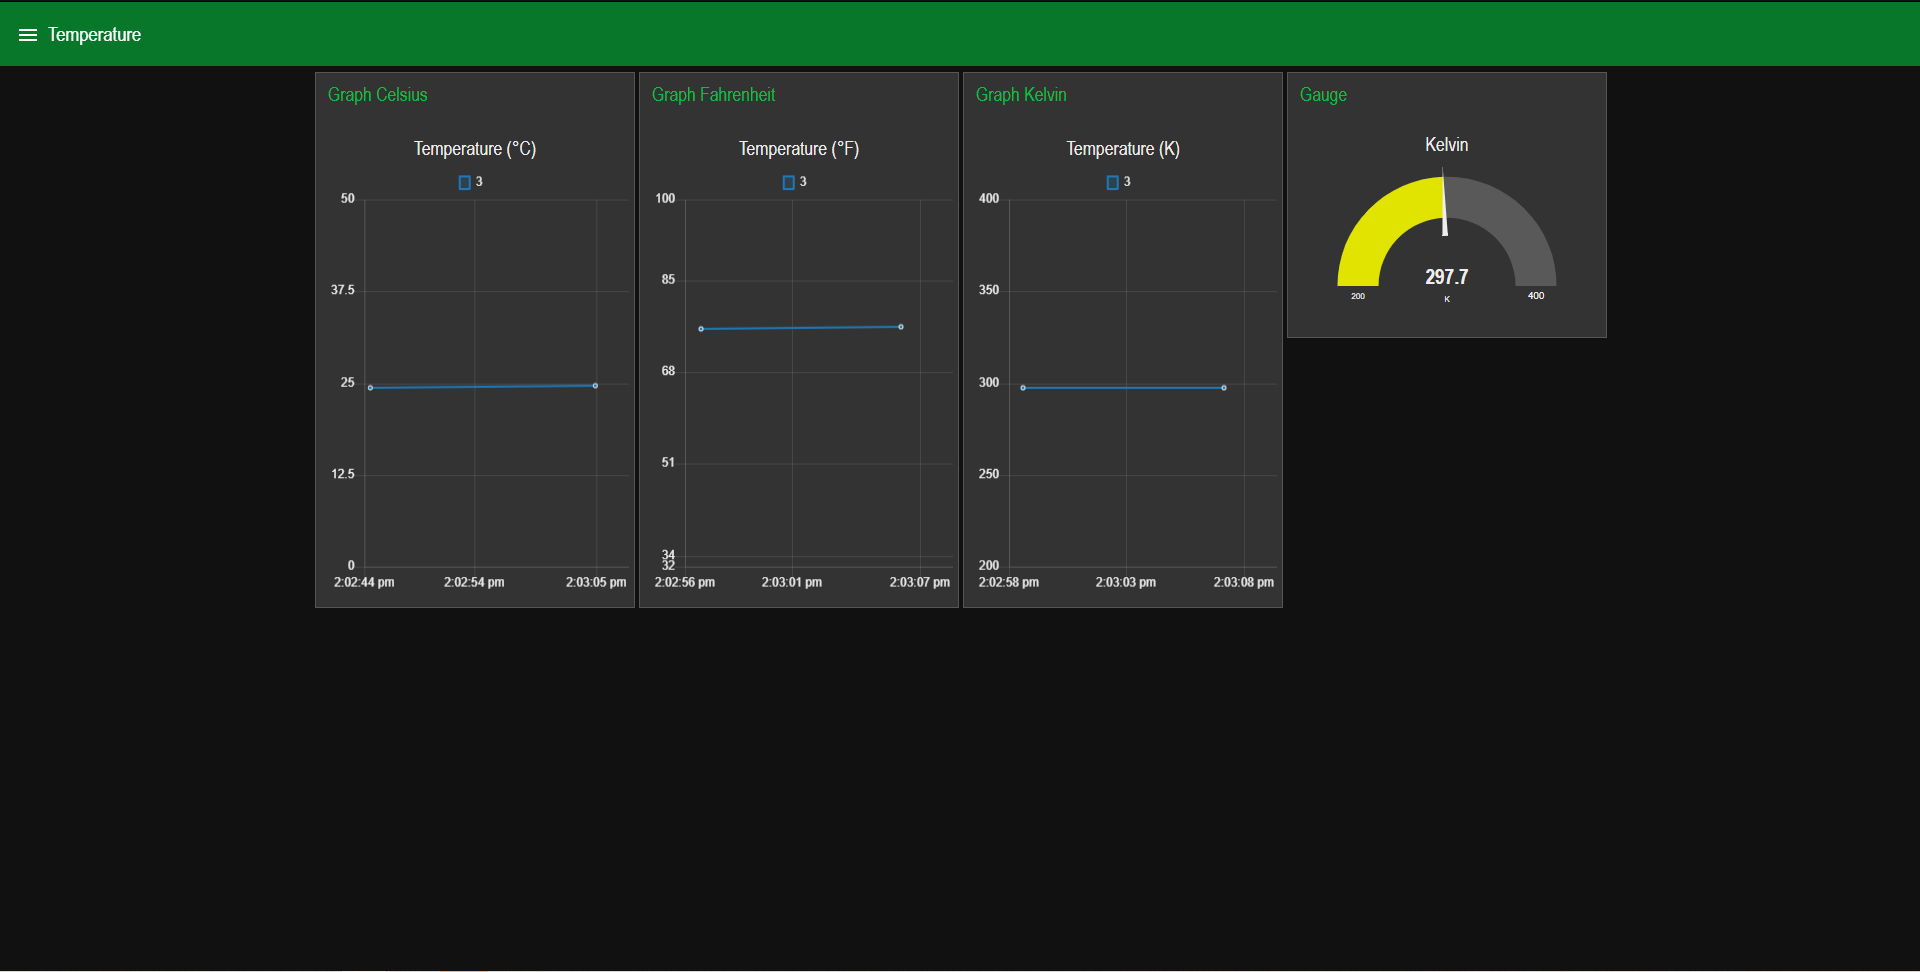 Temperature
Graph Celsius
Temperature (°C)
3
50
37.5
25
12.5
0
2:02:44 pm 2:02:54 pm 2:03:05 pm
Graph Fahrenheit
Temperature (°F)
3
100
85
68
51
34
32
2:02:56 pm 2:03:01 pm 2:03:07 pm
Graph Kelvin
Temperature (K)
3
400
350
300
250
200
2:02:58 pm 2:03:03 pm 2:03:08 pm
Gauge
Kelvin
297.7
200 K 400